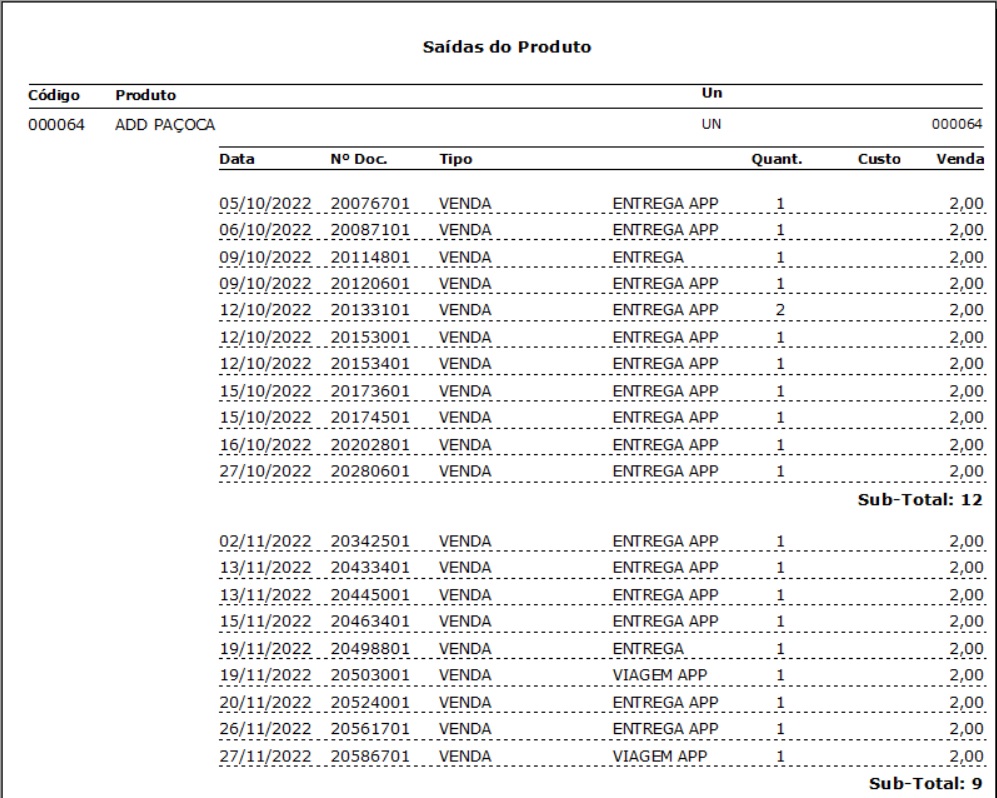 Saídas do Produto
Código Produto Un
000064 ADD PAÇOCA UN 000064
Data Nº Doc. Tipo Quant. Custo Venda
05/10/2022 20076701 VENDA ENTREGA APP 1 2,00
06/10/2022 20087101 VENDA ENTREGA APP 1 2,00
09/10/2022 20114801 VENDA ENTREGA 1 2,00
09/10/2022 20120601 VENDA ENTREGA APP 1 2,00
12/10/2022 20133101 VENDA ENTREGA APP 2 2,00
12/10/2022 20153001 VENDA ENTREGA APP 1 2,00
12/10/2022 20153401 VENDA ENTREGA APP 1 2,00
15/10/2022 20173601 VENDA ENTREGA APP 1 2,00
15/10/2022 20174501 VENDA ENTREGA APP 1 2,00
16/10/2022 20202801 VENDA ENTREGA APP 1 2,00
27/10/2022 20280601 VENDA ENTREGA APP 1 2,00
Sub-Total: 12
02/11/2022 20342501 VENDA ENTREGA APP 1 2,00
13/11/2022 20433401 VENDA ENTREGA APP 1 2,00
13/11/2022 20445001 VENDA ENTREGA APP 1 2,00
15/11/2022 20463401 VENDA ENTREGA APP 1 2,00
19/11/2022 20498801 VENDA ENTREGA 1 2,00
19/11/2022 20503001 VENDA VIAGEM APP 1 2,00
20/11/2022 20524001 VENDA ENTREGA APP 1 2,00
26/11/2022 20561701 VENDA ENTREGA APP 1 2,00
27/11/2022 20586701 VENDA VIAGEM APP 1 2,00
Sub-Total: 9